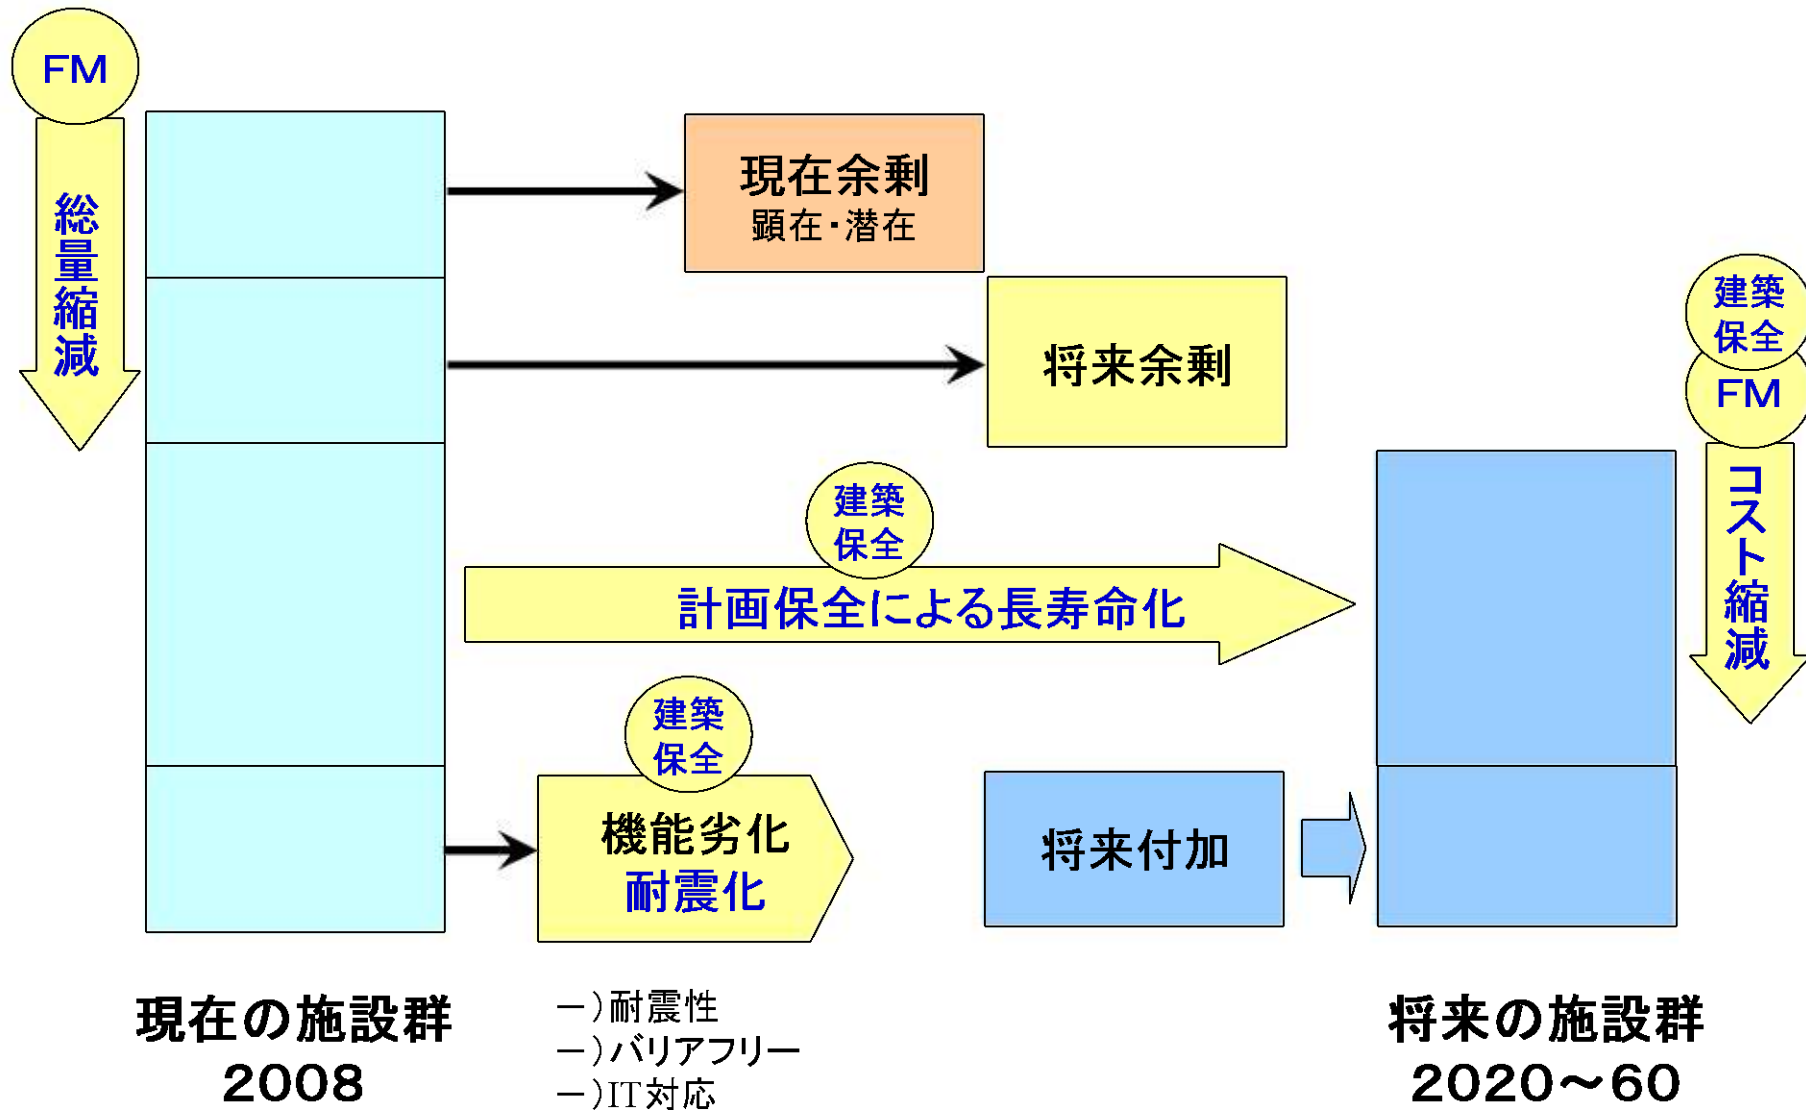 FM
総量縮減
現在余剰
顕在・潜在
将来余剰
建築
保全
FM
コスト縮減
建築
保全
計画保全による長寿命化
建築
保全
機能劣化
耐震化
将来付加
現在の施設群
2008
－）耐震性
－）バリアフリー
－）IT対応
将来の施設群
2020～60